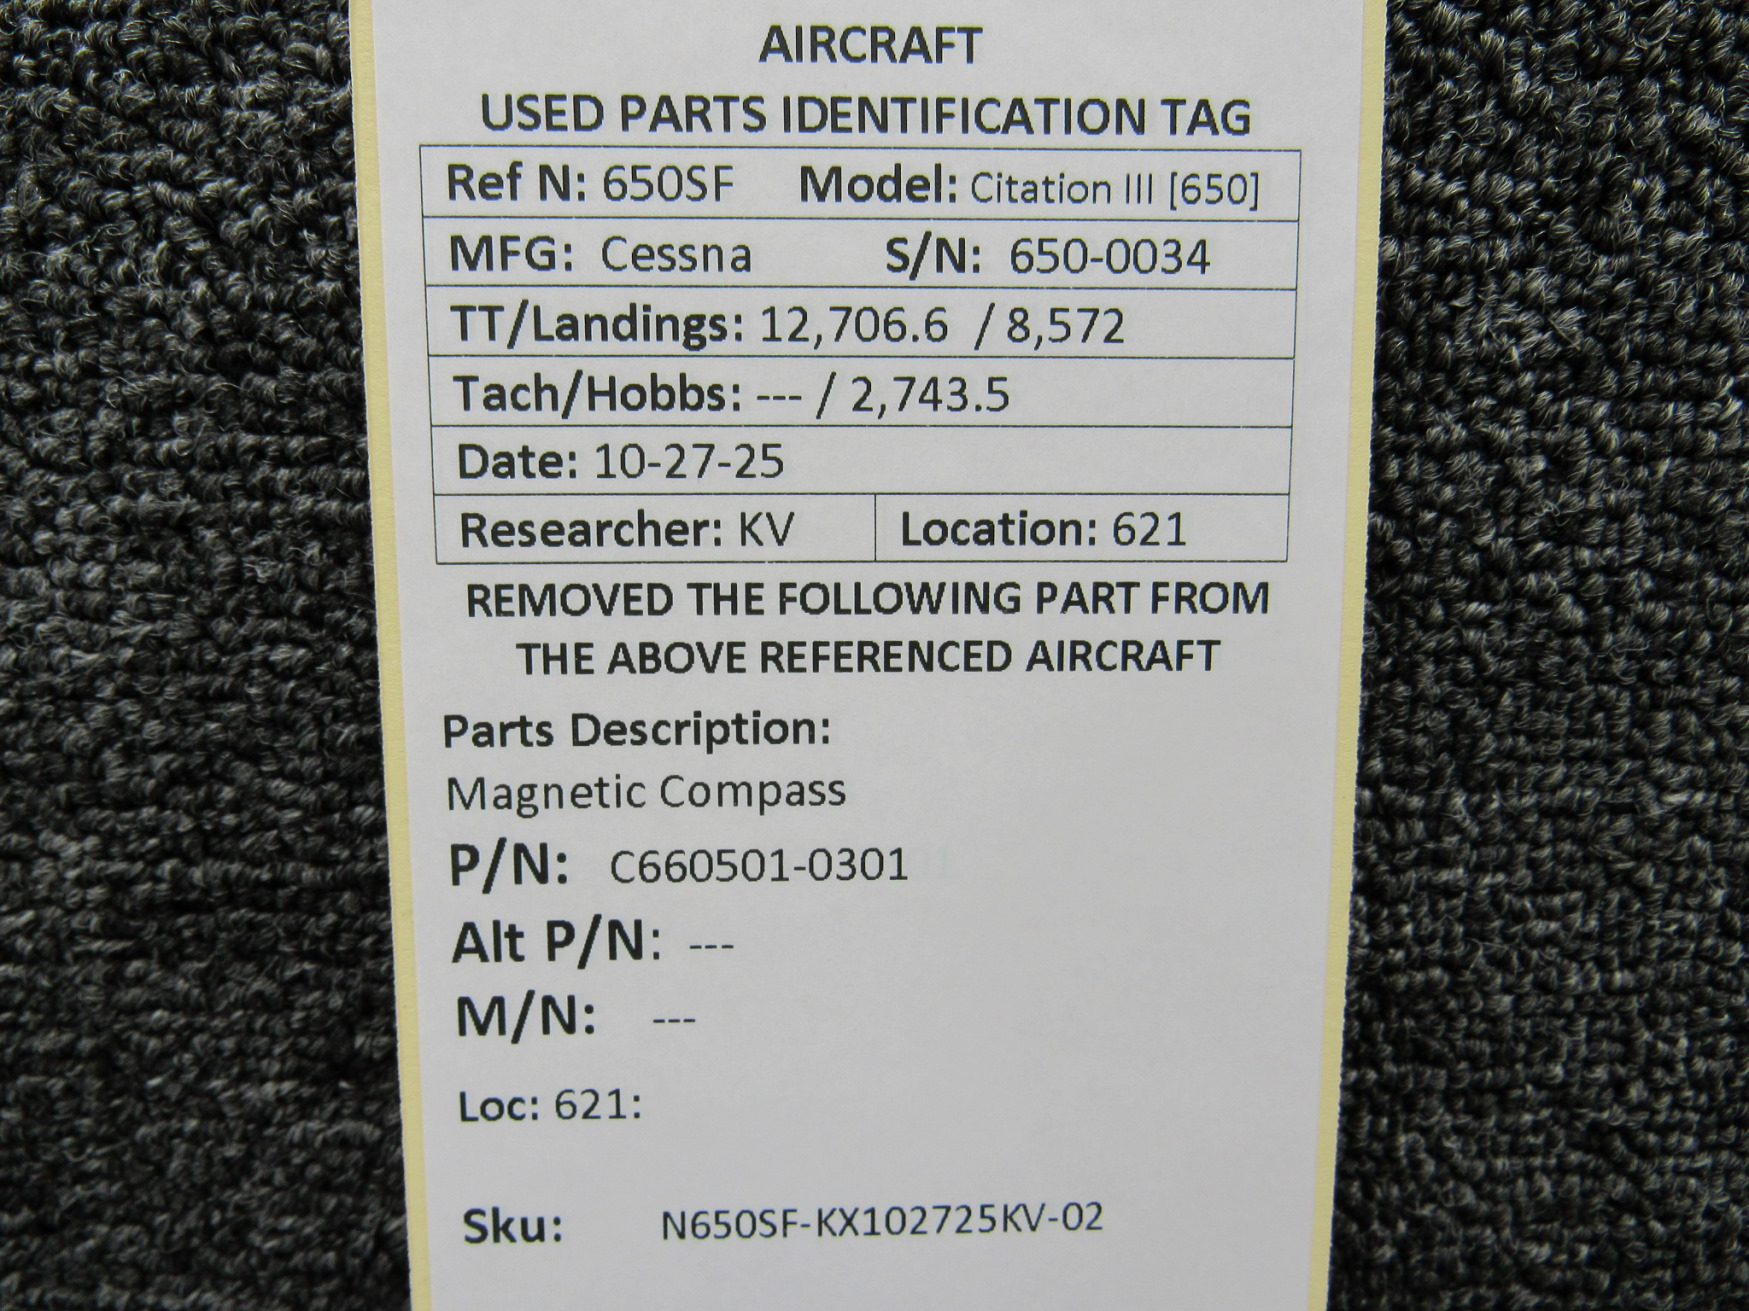 AIRCRAFT
USED PARTS IDENTIFICATION TAG
Ref N: 650SF Model: Citation III [650]
MFG: Cessna S/N: 650-0034
TT/Landings: 12,706.6 / 8,572
Tach/Hobbs: --- / 2,743.5
Date: 10-27-25
Researcher: KV Location: 621
REMOVED THE FOLLOWING PART FROM
THE ABOVE REFERENCED AIRCRAFT
Parts Description:
Magnetic Compass
P/N: C660501-0301
Alt P/N: ---
M/N: ---
Loc: 621:
Sku: N650SF-KX102725KV-02